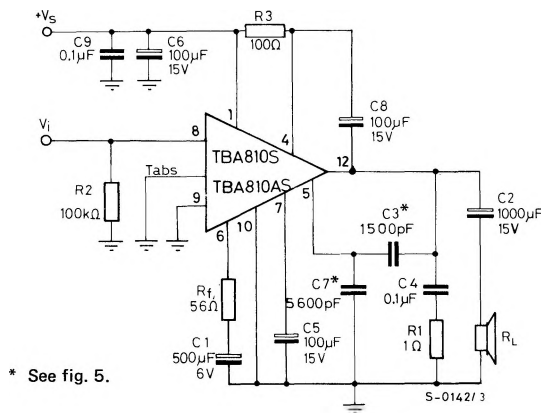 +Vs
R3
100Ω
C9
0.1µF
C6
100µF
15V
1
4
C8
100µF
15V
Vi
8
TBA810S
TBA810AS
12
Tabs
9
7
5
6
10
R2
100kΩ
C3*
1500pF
C2
1000µF
15V
Rf
56Ω
C7*
5600pF
C4
0.1µF
C1
500µF
6V
C5
100µF
15V
R1
1Ω
RL
* See fig. 5.
S-0142/3